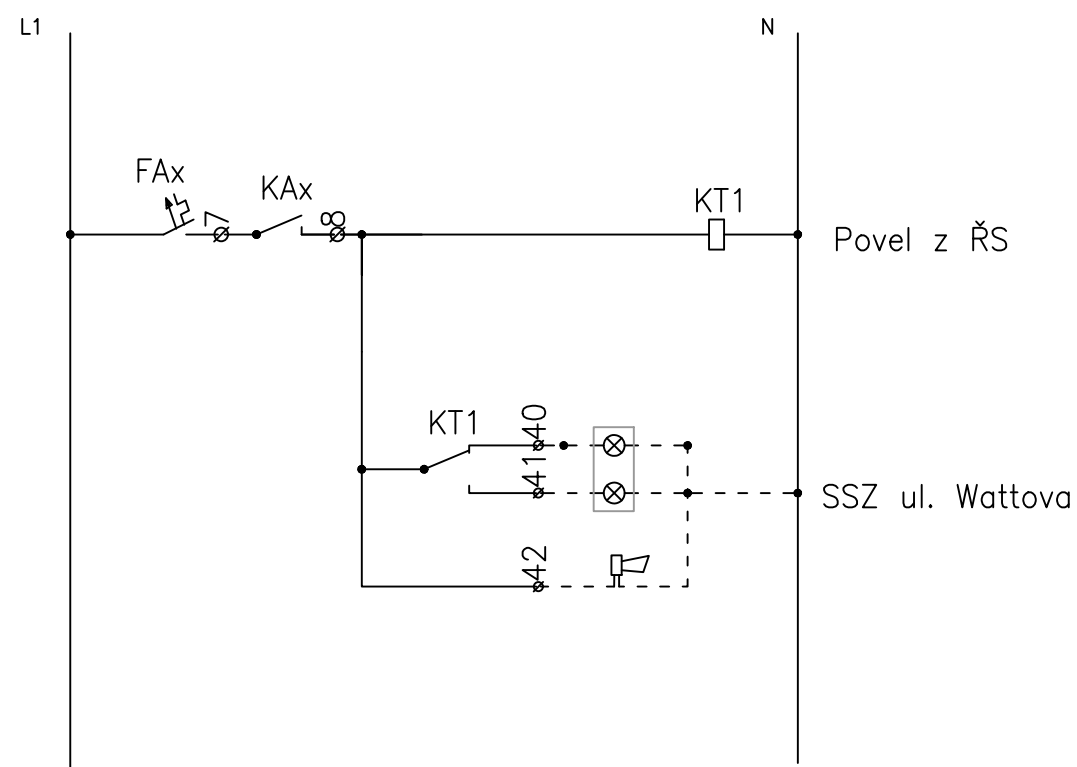 L1
N
FAx
KAx
7
8
KT1
Povel z ŘS
KT1
40
41
SSZ ul. Wattova
42